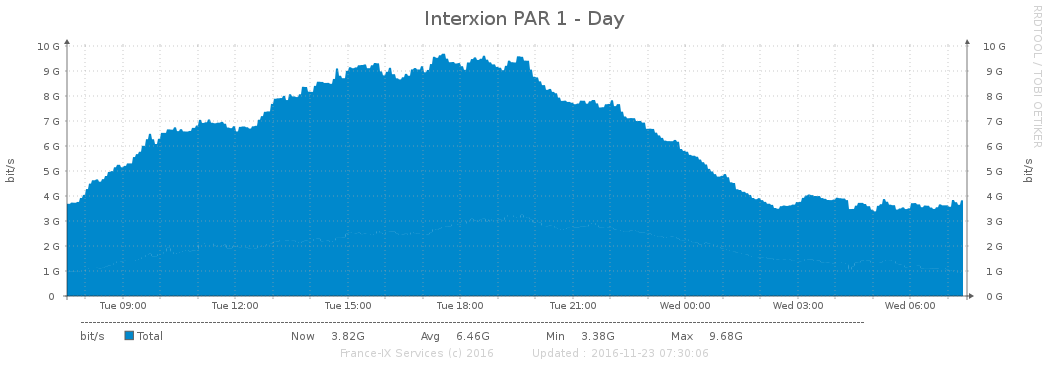 Interxion PAR 1 - Day
RRDTOOL / TOBI OETIKER
bit/s
bit/s
10 G 10 G
9 G 9 G
8 G 8 G
7 G 7 G
6 G 6 G
5 G 5 G
4 G 4 G
3 G 3 G
2 G 2 G
1 G 1 G
0 0 G
Tue 09:00 Tue 12:00 Tue 15:00 Tue 18:00 Tue 21:00 Wed 00:00 Wed 03:00 Wed 06:00
bit/s Total Now 3.82G Avg 6.46G Min 3.38G Max 9.68G
France-IX Services (c) 2016 Updated : 2016-11-23 07:30:06